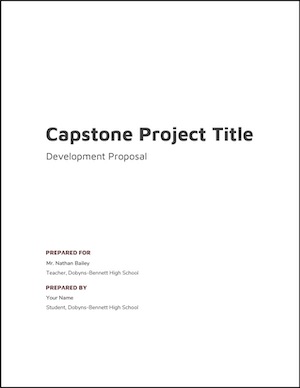 Capstone Project Title
Development Proposal
PREPARED FOR
Mr. Nathan Bailey
Teacher, Dobyns-Bennett High School
PREPARED BY
Your Name
Student, Dobyns-Bennett High School